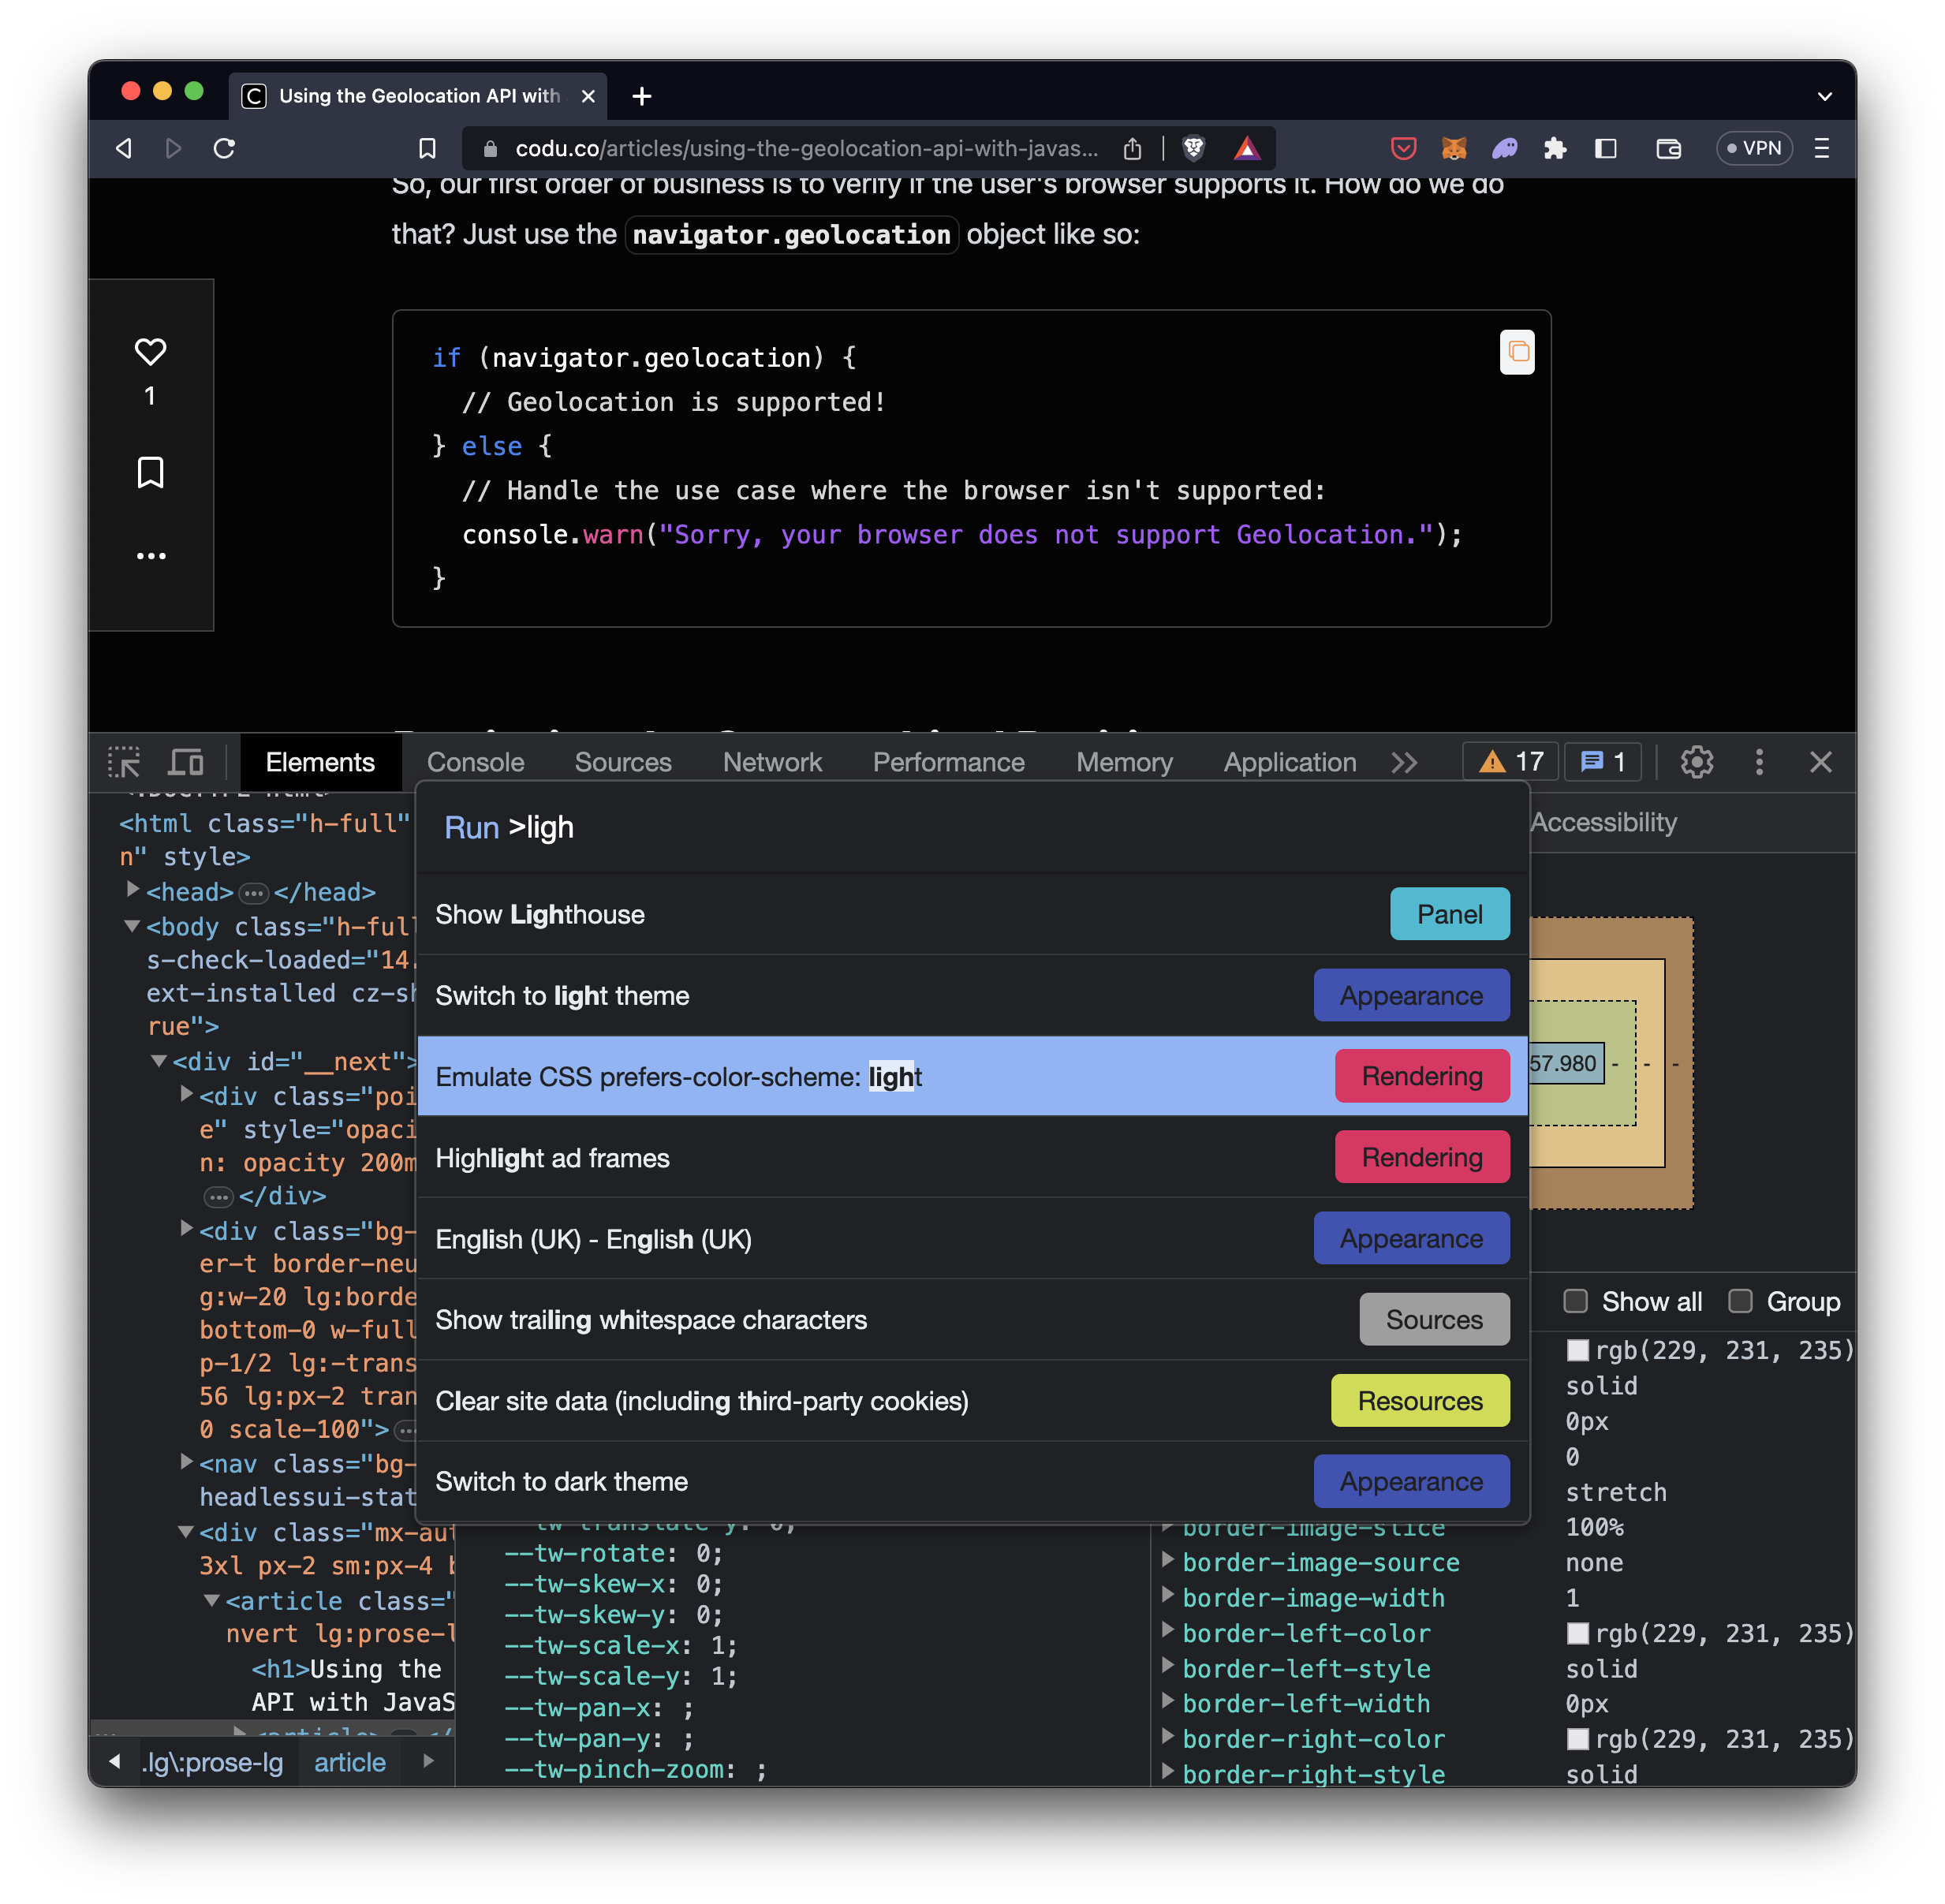 Using the Geolocation API with
codu.co/articles/using-the-geolocation-api-with-javas...
VPN
So, our first order of business is to verify if the user's browser supports it. How do we do
that? Just use the navigator.geolocation object like so:
1
if (navigator.geolocation) {
// Geolocation is supported!
} else {
// Handle the use case where the browser isn't supported:
console.warn("Sorry, your browser does not support Geolocation.");
}
Elements Console Sources Network Performance Memory Application 17 1
<html class="h-full"
n" style>
<head>…</head>
<body class="h-full
s-check-loaded="14.
ext-installed cz-sh
rue">
<div id="__next">
<div class="poi
e" style="opaci
n: opacity 200m
…</div>
<div class="bg-
er-t border-neu
g:w-20 lg:borde
bottom-0 w-full
p-1/2 lg:-trans
56 lg:px-2 tran
0 scale-100">…
<nav class="bg-
headlessui-stat
<div class="mx-aut
3xl px-2 sm:px-4 b
<article class="
nvert lg:prose-l
<h1>Using the
API with JavaS
.lg\:prose-lg article
Run >ligh
Show Lighthouse Panel
Switch to light theme Appearance
Emulate CSS prefers-color-scheme: light Rendering
Highlight ad frames Rendering
English (UK) - English (UK) Appearance
Show trailing whitespace characters Sources
Clear site data (including third-party cookies) Resources
Switch to dark theme Appearance
--tw-translate-y: 0;
--tw-rotate: 0;
--tw-skew-x: 0;
--tw-skew-y: 0;
--tw-scale-x: 1;
--tw-scale-y: 1;
--tw-pan-x: ;
--tw-pan-y: ;
--tw-pinch-zoom: ;
Accessibility
57.980 - - -
Show all Group
rgb(229, 231, 235)
solid
0px
0
stretch
border-image-slice 100%
border-image-source none
border-image-width 1
border-left-color rgb(229, 231, 235)
border-left-style solid
border-left-width 0px
border-right-color rgb(229, 231, 235)
border-right-style solid